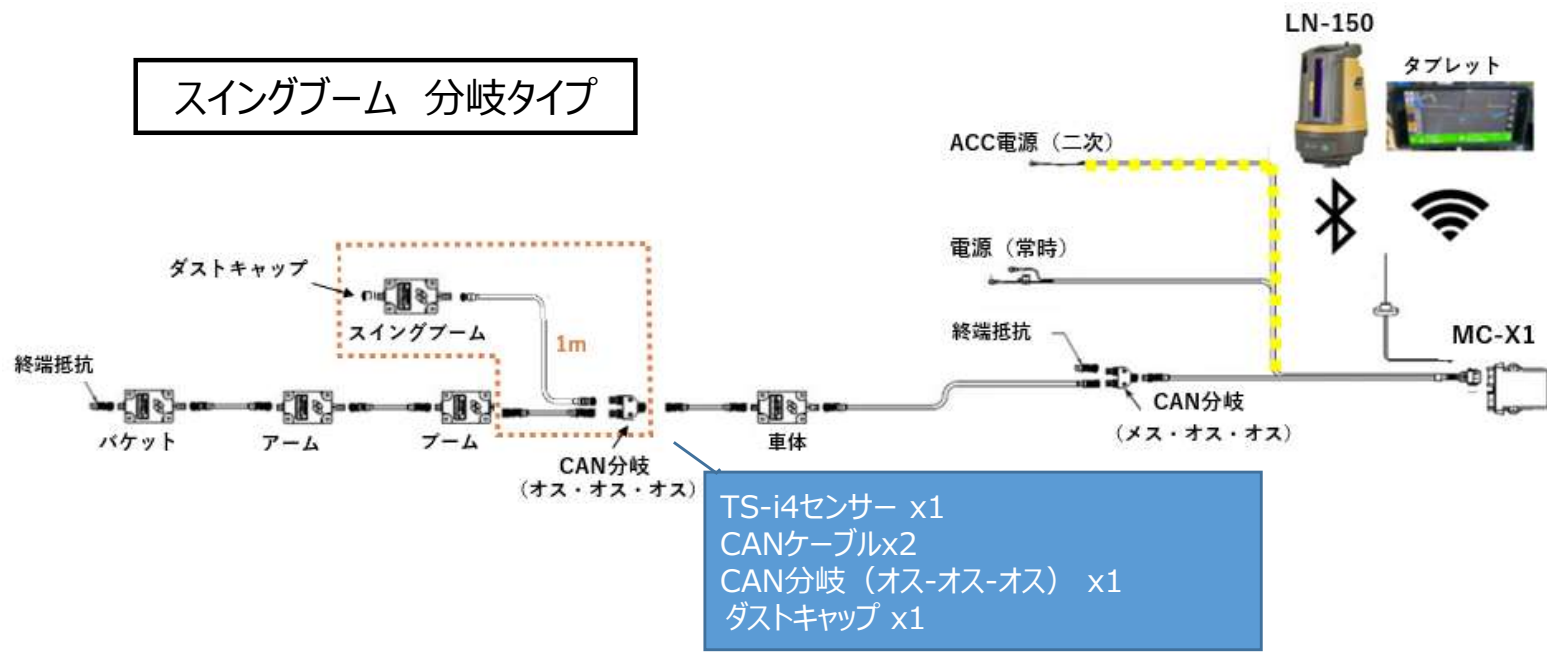 LN-150
タブレット
スイングブーム 分岐タイプ
ACC電源（二次）
電源（常時）
ダストキャップ
スイングブーム
1m
終端抵抗
終端抵抗
MC-X1
CAN分岐
（メス・オス・オス）
バケット
アーム
ブーム
車体
CAN分岐
（オス・オス・オス）
TS-i4センサー x1
CANケーブルx2
CAN分岐（オス-オス-オス） x1
ダストキャップ x1